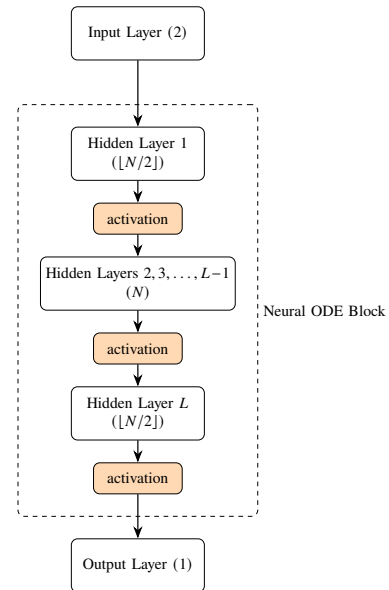 Input Layer (2)
Hidden Layer 1
(⌊N/2⌋)
activation
Hidden Layers 2, 3, . . . , L−1
(N)
Neural ODE Block
activation
Hidden Layer L
(⌊N/2⌋)
activation
Output Layer (1)